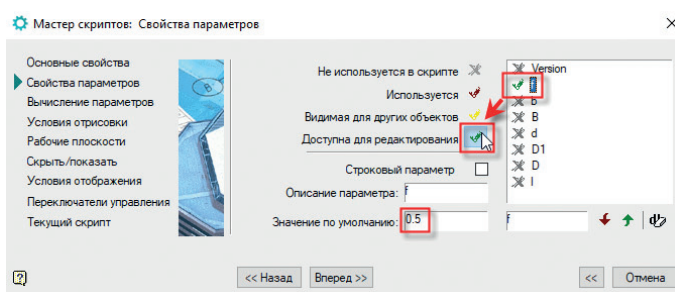 Мастер скриптов: Свойства параметров
Основные свойства
Свойства параметров
Вычисление параметров
Условия отрисовки
Рабочие плоскости
Скрыть/показать
Условия отображения
Переключатели управления
Текущий скрипт
Не используется в скрипте
Используется
Видимая для других объектов
Доступна для редактирования
Строковый параметр
Описание параметра: f
Значение по умолчанию: 0.5
f
Version
b
B
d
D1
D
l
<< Назад
Вперед >>
<<
Отмена